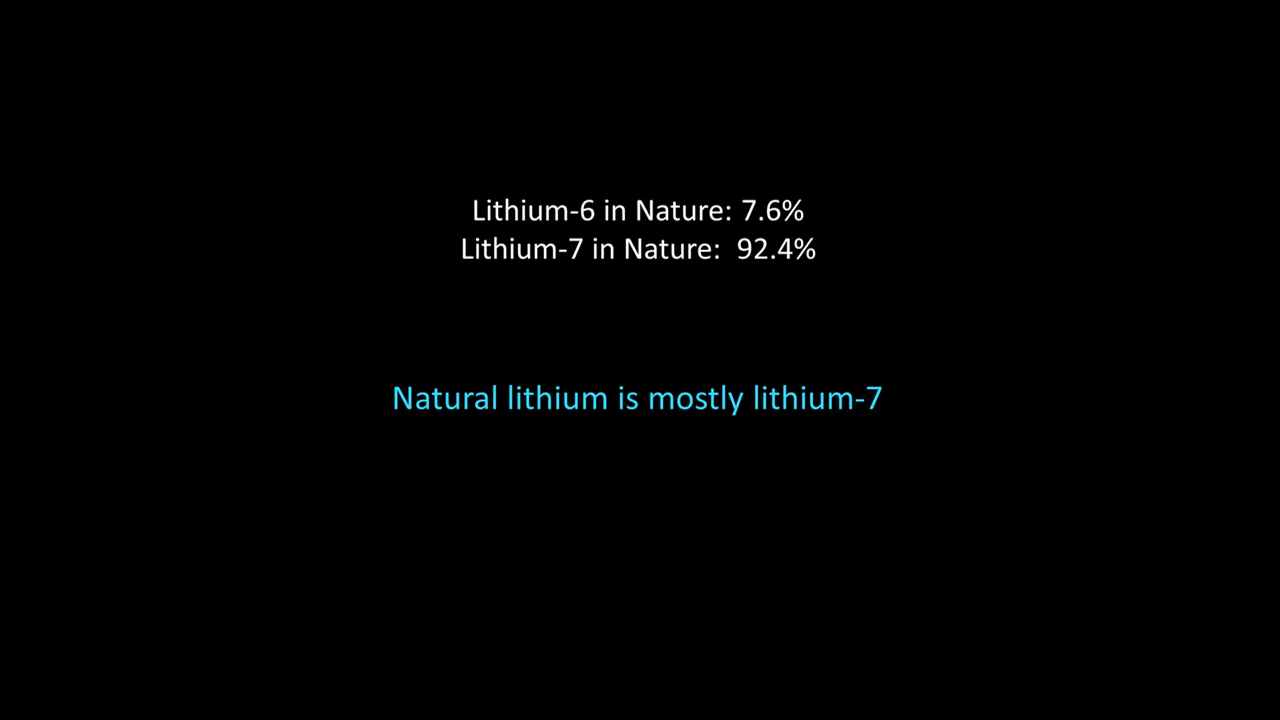 Lithium-6 in Nature: 7.6%
Lithium-7 in Nature:  92.4%
Natural lithium is mostly lithium-7